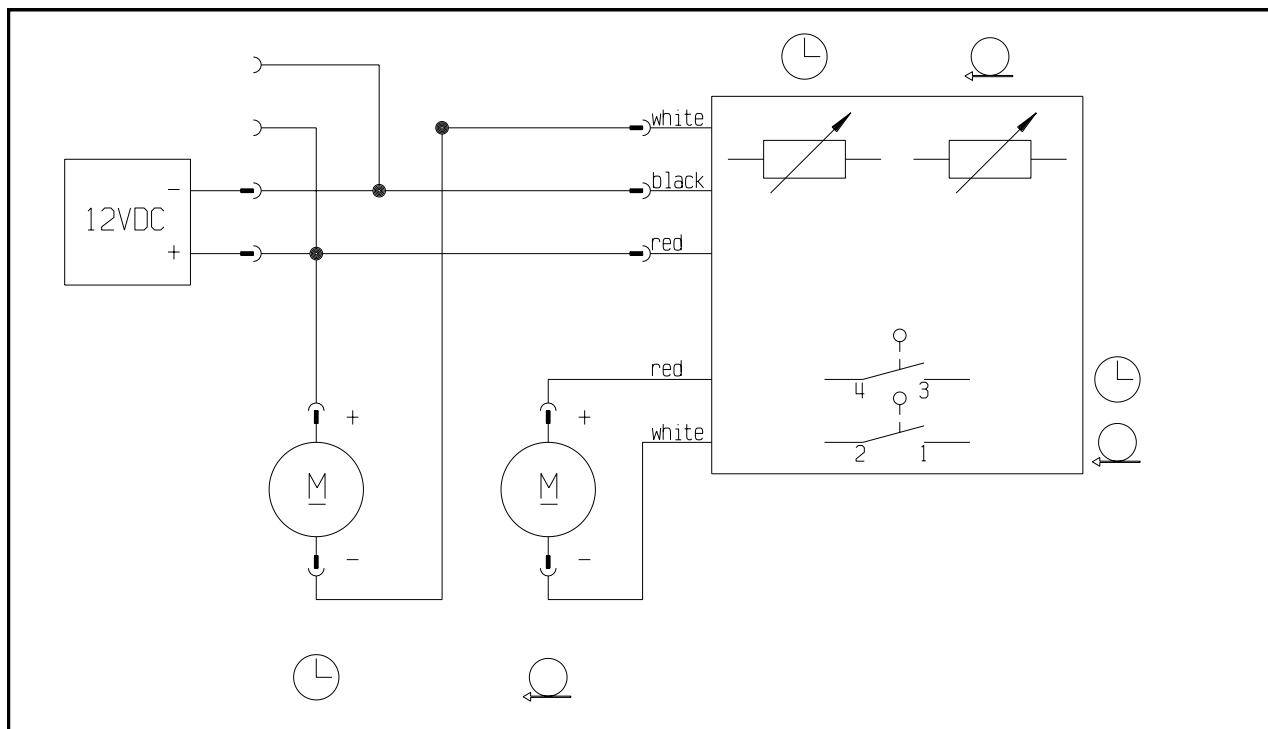 white
black
-
12VDC
+
red
red
4 3
+ +
white
2 1
M M
- -